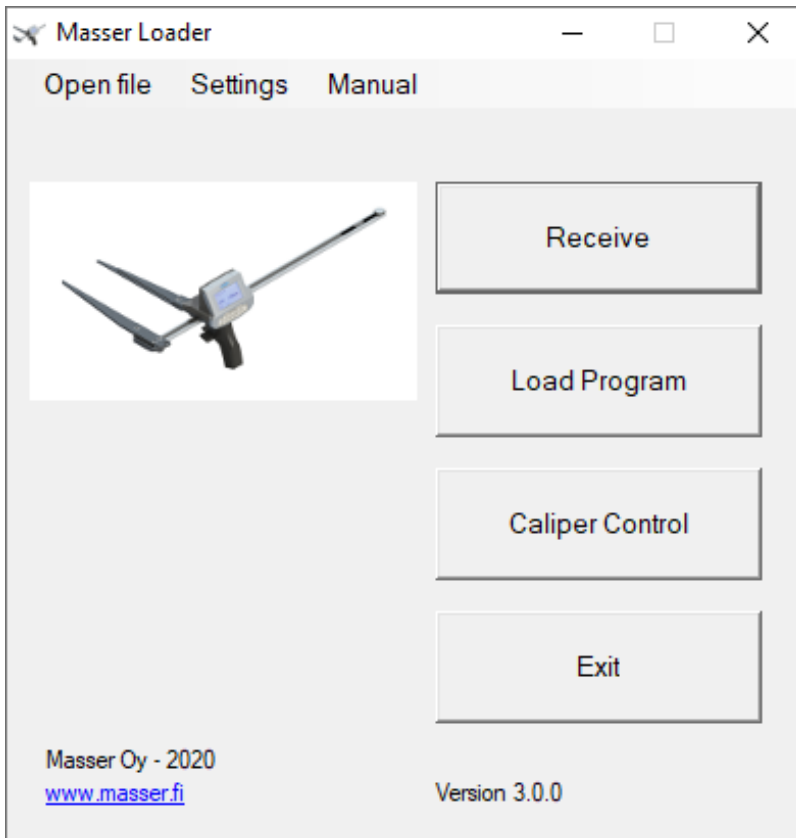 Masser Loader
Open file Settings Manual
Receive
Load Program
Caliper Control
Exit
Masser Oy - 2020
www.masser.fi
Version 3.0.0